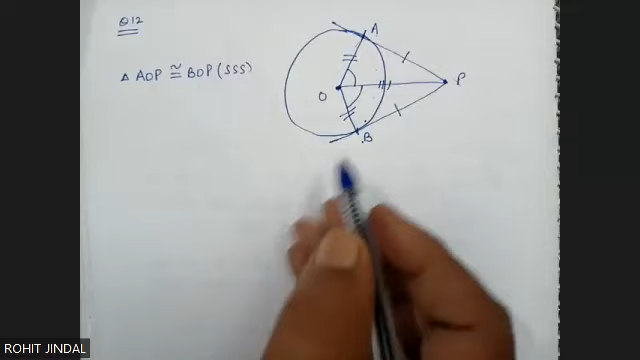 Q12
△ AOP ≅ BOP (SSS)
A
P
O
B
ROHIT JINDAL